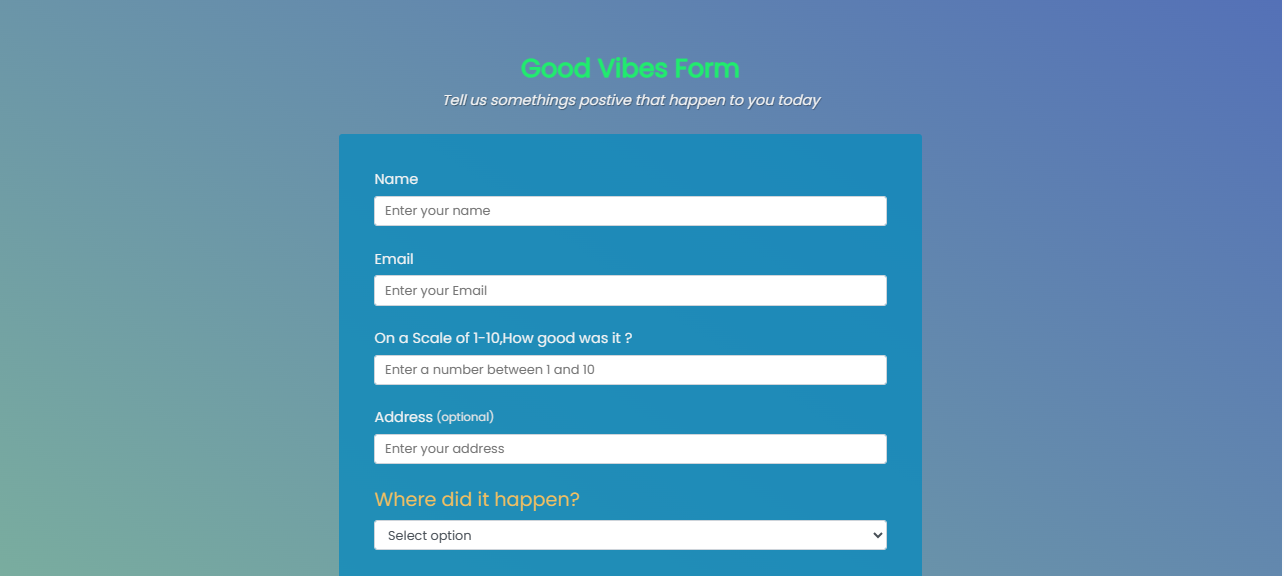 Good Vibes Form
Tell us somethings postive that happen to you today
Name
Enter your name
Email
Enter your Email
On a Scale of 1-10,How good was it ?
Enter a number between 1 and 10
Address (optional)
Enter your address
Where did it happen?
Select option